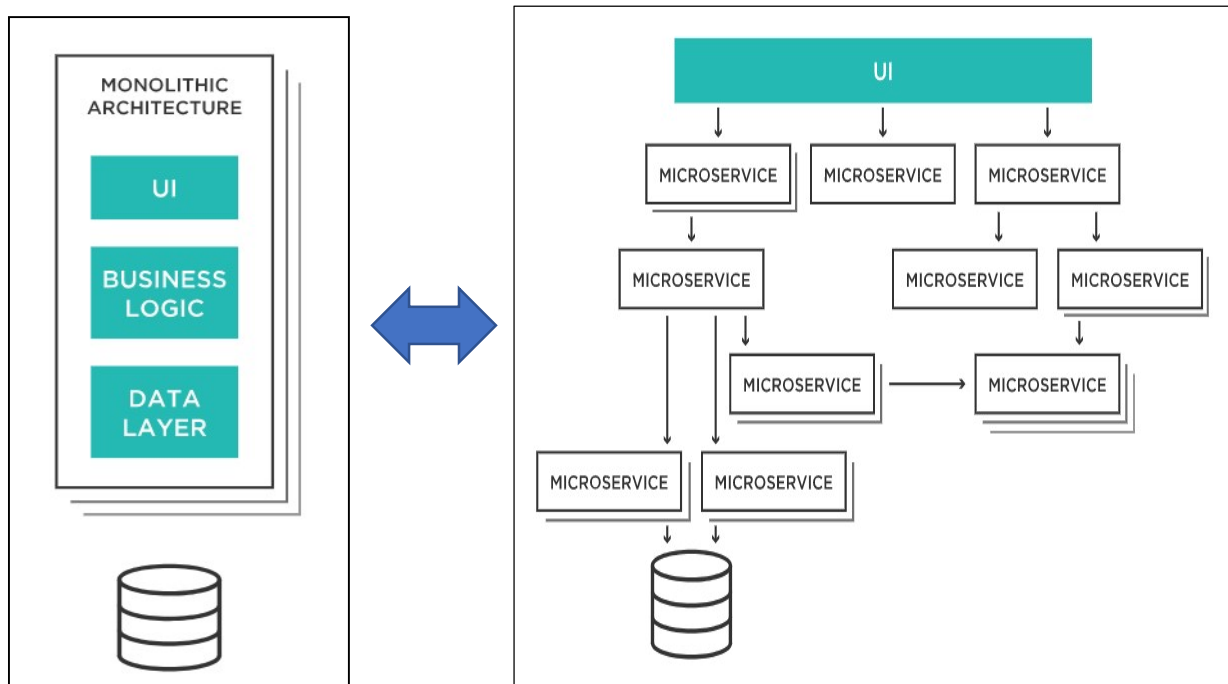 MONOLITHIC
ARCHITECTURE
UI
BUSINESS
LOGIC
DATA
LAYER
UI
MICROSERVICE
MICROSERVICE
MICROSERVICE
MICROSERVICE
MICROSERVICE
MICROSERVICE
MICROSERVICE
MICROSERVICE
MICROSERVICE
MICROSERVICE